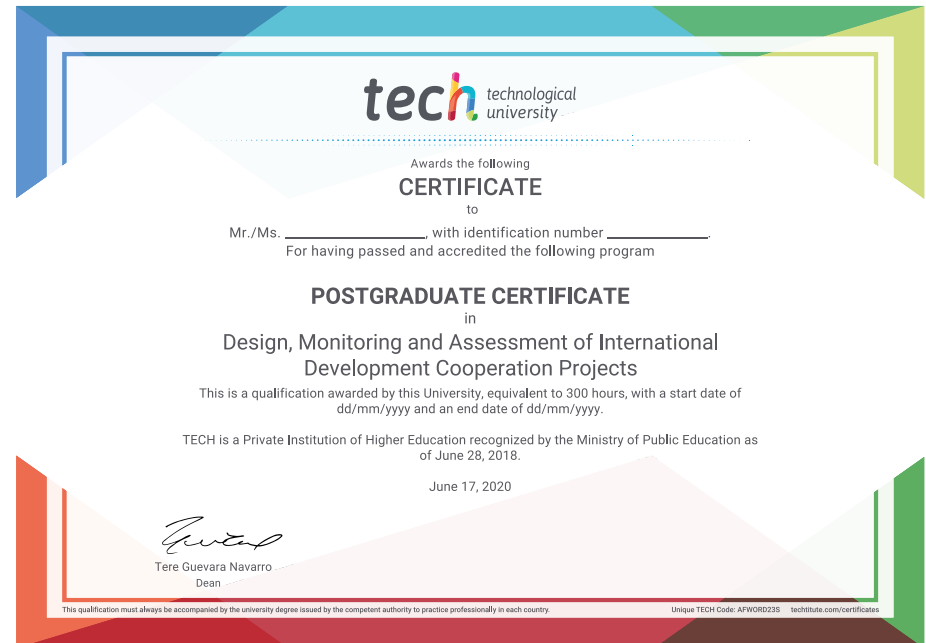 tech technological
university
Awards the following
CERTIFICATE
to
Mr./Ms. ____________, with identification number ____________.
For having passed and accredited the following program
POSTGRADUATE CERTIFICATE
in
Design, Monitoring and Assessment of International
Development Cooperation Projects
This is a qualification awarded by this University, equivalent to 300 hours, with a start date of
dd/mm/yyyy and an end date of dd/mm/yyyy.
TECH is a Private Institution of Higher Education recognized by the Ministry of Public Education as
of June 28, 2018.
June 17, 2020
Tere Guevara Navarro
Dean
This qualification must always be accompanied by the university degree issued by the competent authority to practice professionally in each country. Unique TECH Code: AFWORD23S techtitute.com/certificates